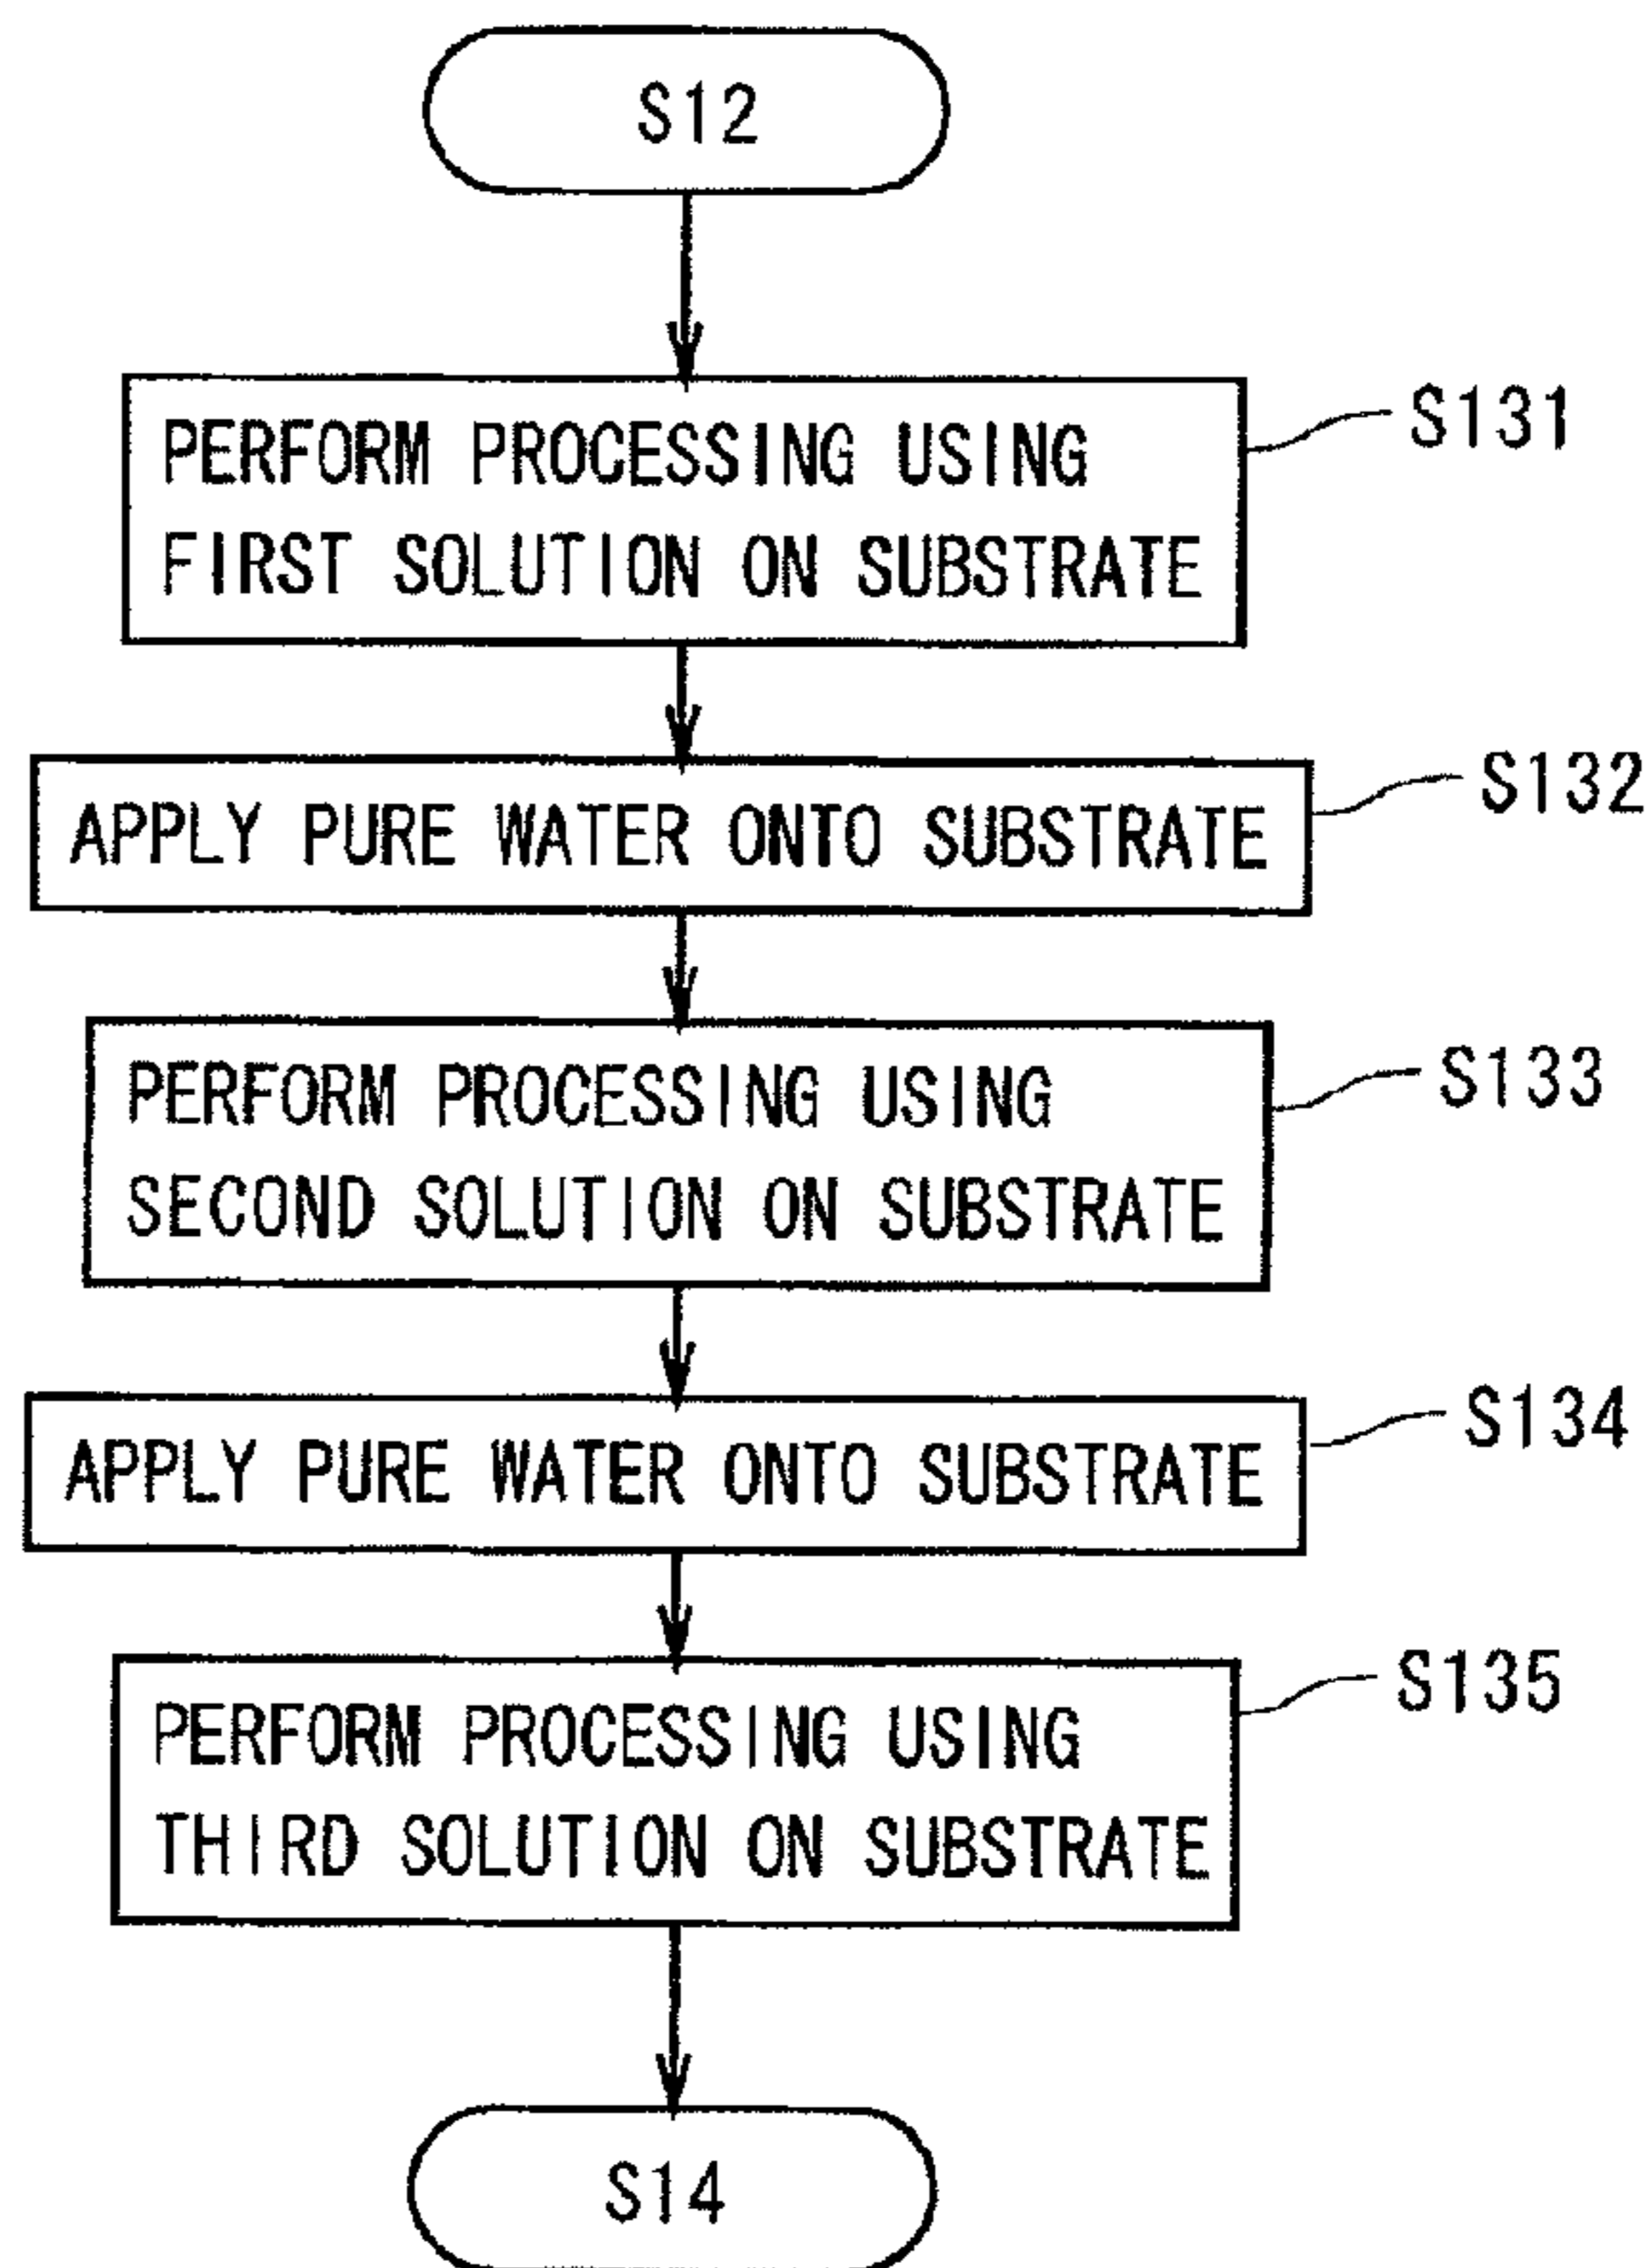 S12
PERFORM PROCESSING USING
FIRST SOLUTION ON SUBSTRATE
S131
APPLY PURE WATER ONTO SUBSTRATE
S132
PERFORM PROCESSING USING
SECOND SOLUTION ON SUBSTRATE
S133
APPLY PURE WATER ONTO SUBSTRATE
S134
PERFORM PROCESSING USING
THIRD SOLUTION ON SUBSTRATE
S135
S14